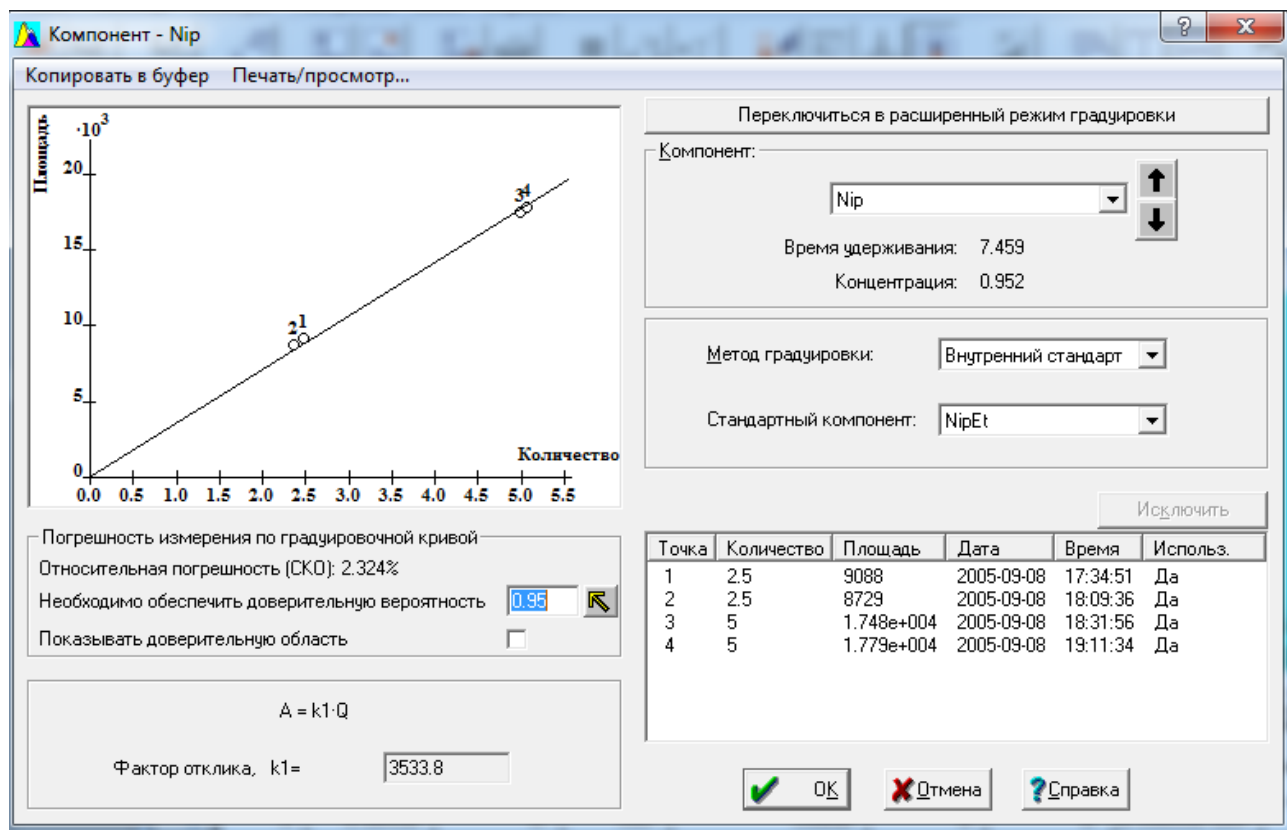 Компонент - Nip
Копировать в буфер Печать/просмотр...
Площадь
·10³
20
15
10
5
0
0.0 0.5 1.0 1.5 2.0 2.5 3.0 3.5 4.0 4.5 5.0 5.5
Количество
2 1
3 4
Погрешность измерения по градуировочной кривой
Относительная погрешность (СКО): 2.324%
Необходимо обеспечить доверительную вероятность 0.95
Показывать доверительную область
A = k1·Q
Фактор отклика, k1= 3533.8
Переключиться в расширенный режим градуировки
Компонент:
Nip
Время удерживания: 7.459
Концентрация: 0.952
Метод градуировки: Внутренний стандарт
Стандартный компонент: NipEt
Исключить
Точка Количество Площадь Дата Время Использ.
1 2.5 9088 2005-09-08 17:34:51 Да
2 2.5 8729 2005-09-08 18:09:36 Да
3 5 1.748e+004 2005-09-08 18:31:56 Да
4 5 1.779e+004 2005-09-08 19:11:34 Да
OK Отмена ?Справка